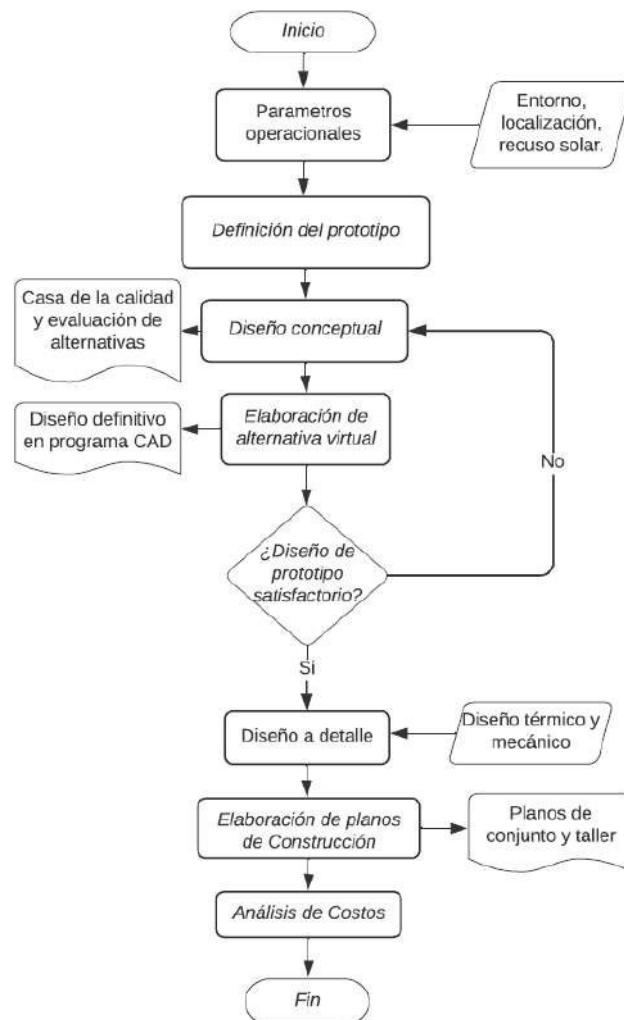 Inicio
Parametros
operacionales
Entorno,
localización,
recuso solar.
Definición del prototipo
Casa de la calidad
y evaluación de
alternativas
Diseño conceptual
Diseño definitivo
en programa CAD
Elaboración de
alternativa virtual
No
¿Diseño de
prototipo
satisfactorio?
Si
Diseño a detalle
Diseño térmico y
mecánico
Elaboración de planos
de Construcción
Planos de
conjunto y taller
Análisis de Costos
Fin